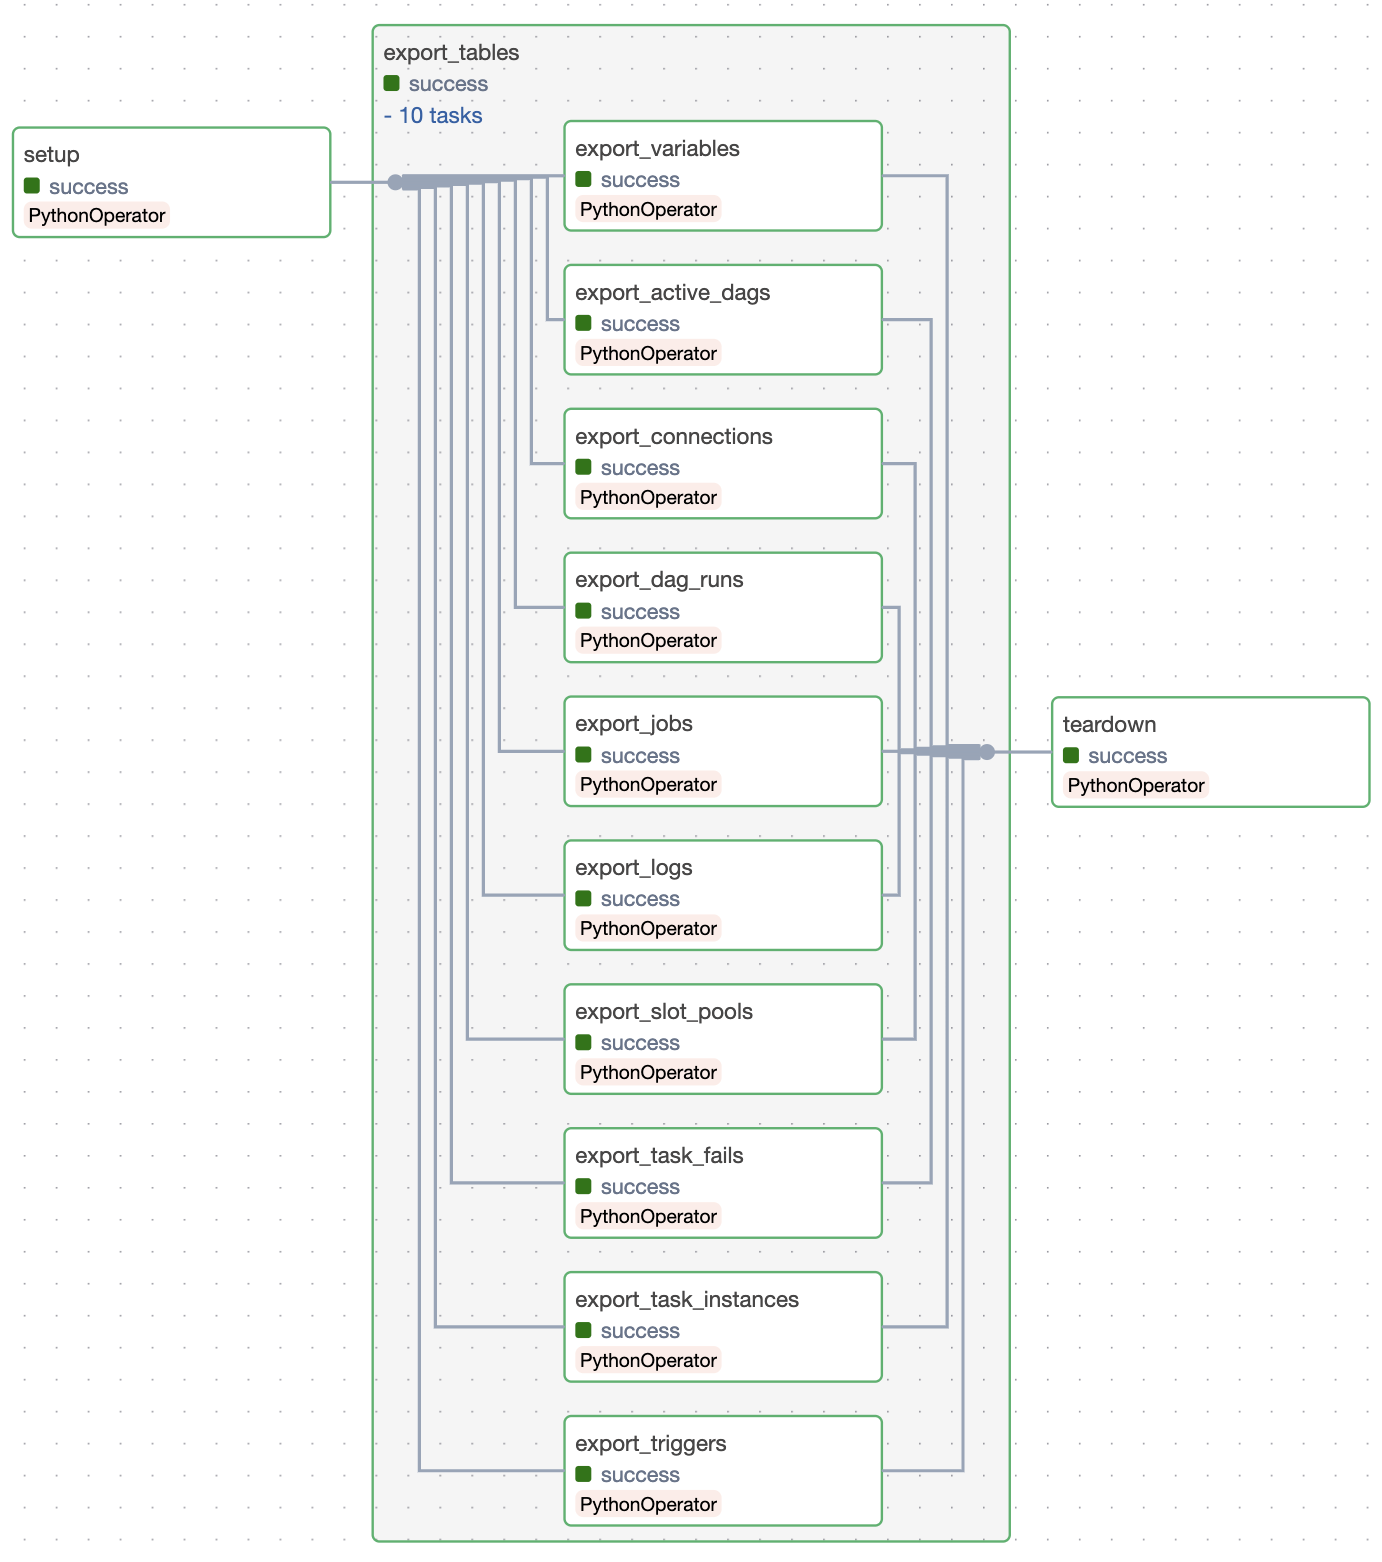 export_tables
success
- 10 tasks
setup
success
PythonOperator
export_variables
success
PythonOperator
export_active_dags
success
PythonOperator
export_connections
success
PythonOperator
export_dag_runs
success
PythonOperator
export_jobs
success
PythonOperator
export_logs
success
PythonOperator
export_slot_pools
success
PythonOperator
export_task_fails
success
PythonOperator
export_task_instances
success
PythonOperator
export_triggers
success
PythonOperator
teardown
success
PythonOperator